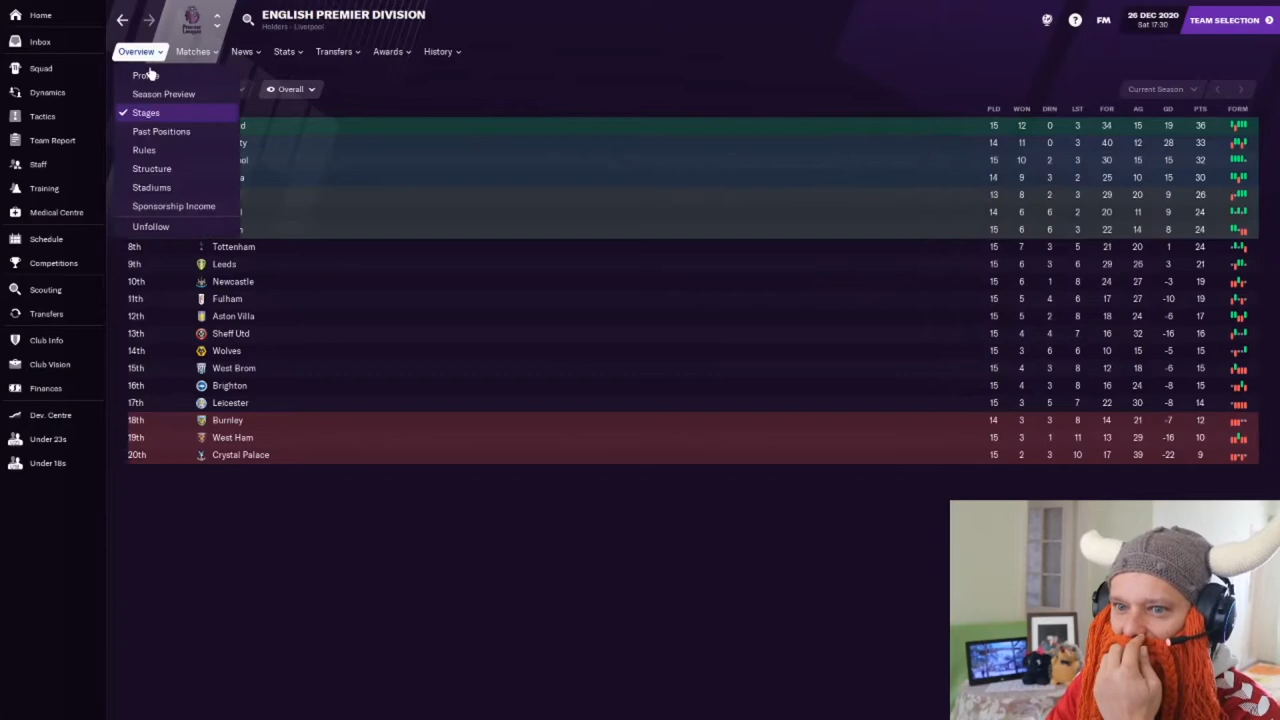 Home
Inbox
Squad
Dynamics
Tactics
Team Report
Staff
Training
Medical Centre
Schedule
Competitions
Scouting
Transfers
Club Info
Club Vision
Finances
Dev. Centre
Under 23s
Under 18s
ENGLISH PREMIER DIVISION
Holders - Liverpool
FM
26 DEC 2020
Sat 17:30
TEAM SELECTION
Overview Matches News Stats Transfers Awards History
Season Preview
Stages
Past Positions
Rules
Structure
Stadiums
Sponsorship Income
Unfollow
Overall
Current Season
PLD WON DRN LST FOR AG GD PTS FORM
d 15 12 0 3 34 15 19 36
ty 14 11 0 3 40 12 28 33
ol 15 10 2 3 30 15 15 32
a 14 9 3 2 25 10 15 30
13 8 2 3 29 20 9 26
l 14 6 6 2 20 11 9 24
n 15 6 6 3 22 14 8 24
8th Tottenham 15 7 3 5 21 20 1 24
9th Leeds 15 6 3 6 29 26 3 21
10th Newcastle 15 6 1 8 24 27 -3 19
11th Fulham 15 5 4 6 17 27 -10 19
12th Aston Villa 15 5 2 8 18 24 -6 17
13th Sheff Utd 15 4 4 7 16 32 -16 16
14th Wolves 15 3 6 6 10 15 -5 15
15th West Brom 15 4 3 8 12 18 -6 15
16th Brighton 15 4 3 8 16 24 -8 15
17th Leicester 15 3 5 7 22 30 -8 14
18th Burnley 14 3 3 8 14 21 -7 12
19th West Ham 15 3 1 11 13 29 -16 10
20th Crystal Palace 15 2 3 10 17 39 -22 9